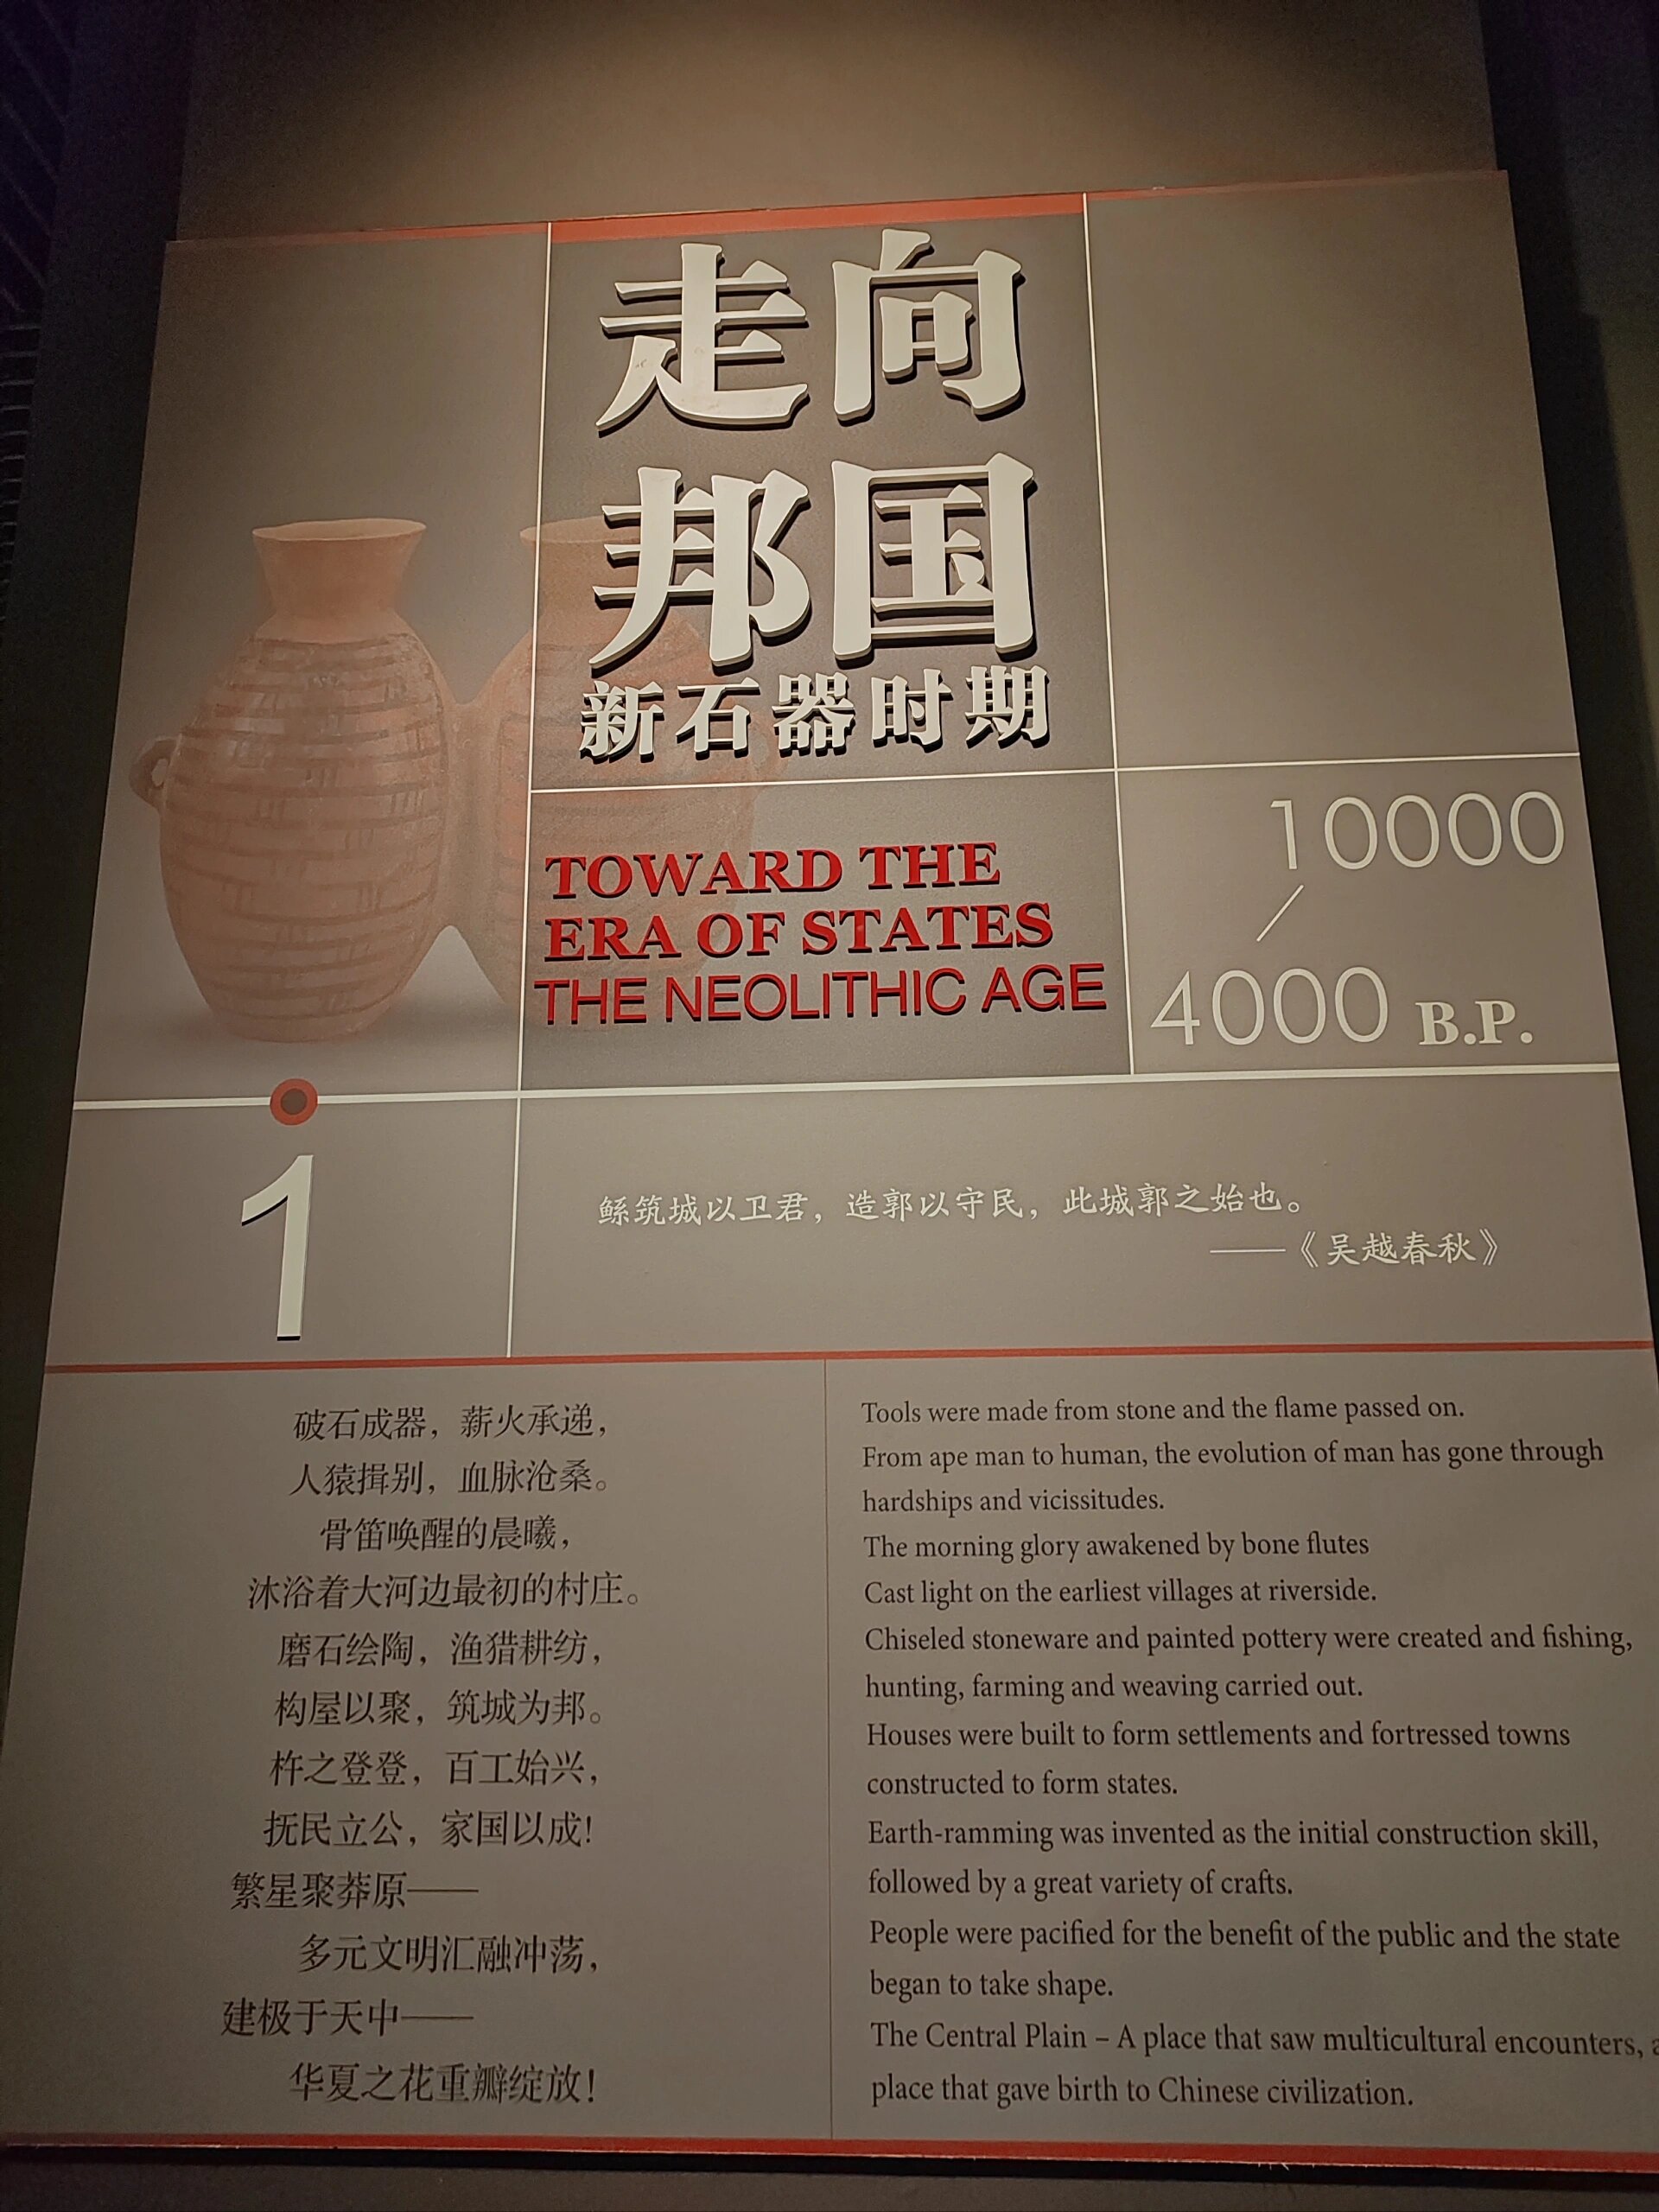 走向
邦国
新石器时期
TOWARD THE
ERA OF STATES
THE NEOLITHIC AGE
10000
/
4000 B.P.
1
鲧筑城以卫君，造郭以守民，此城郭之始也。
——《吴越春秋》
破石成器，薪火承递，
人猿揖别，血脉沧桑。
骨笛唤醒的晨曦，
沐浴着大河边最初的村庄。
磨石绘陶，渔猎耕纺，
构屋以聚，筑城为邦。
杵之登登，百工始兴，
抚民立公，家国以成！
繁星聚莽原——
多元文明汇融冲荡，
建极于天中——
华夏之花重瓣绽放！
Tools were made from stone and the flame passed on.
From ape man to human, the evolution of man has gone through
hardships and vicissitudes.
The morning glory awakened by bone flutes
Cast light on the earliest villages at riverside.
Chiseled stoneware and painted pottery were created and fishing,
hunting, farming and weaving carried out.
Houses were built to form settlements and fortressed towns
constructed to form states.
Earth-ramming was invented as the initial construction skill,
followed by a great variety of crafts.
People were pacified for the benefit of the public and the state
began to take shape.
The Central Plain – A place that saw multicultural encounters, a
place that gave birth to Chinese civilization.